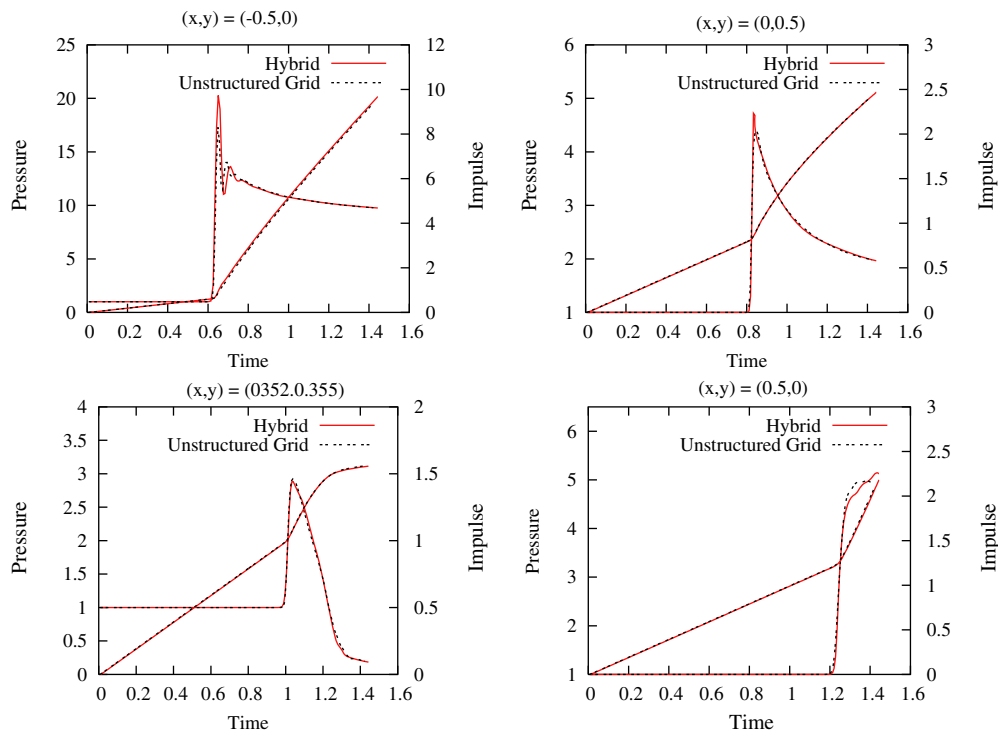 (x,y) = (-0.5,0)
25
20
15
10
5
0
12
10
8
6
4
2
0
Hybrid
Unstructured Grid
Pressure
Impulse
0 0.2 0.4 0.6 0.8 1 1.2 1.4 1.6
Time
(x,y) = (0,0.5)
6
5
4
3
2
1
3
2.5
2
1.5
1
0.5
0
Hybrid
Unstructured Grid
Pressure
Impulse
0 0.2 0.4 0.6 0.8 1 1.2 1.4 1.6
Time
(x,y) = (0352.0.355)
4
3.5
3
2.5
2
1.5
1
0.5
0
2
1.5
1
0.5
0
Hybrid
Unstructured Grid
Pressure
Impulse
0 0.2 0.4 0.6 0.8 1 1.2 1.4 1.6
Time
(x,y) = (0.5,0)
6
5
4
3
2
1
3
2.5
2
1.5
1
0.5
0
Hybrid
Unstructured Grid
Pressure
Impulse
0 0.2 0.4 0.6 0.8 1 1.2 1.4 1.6
Time